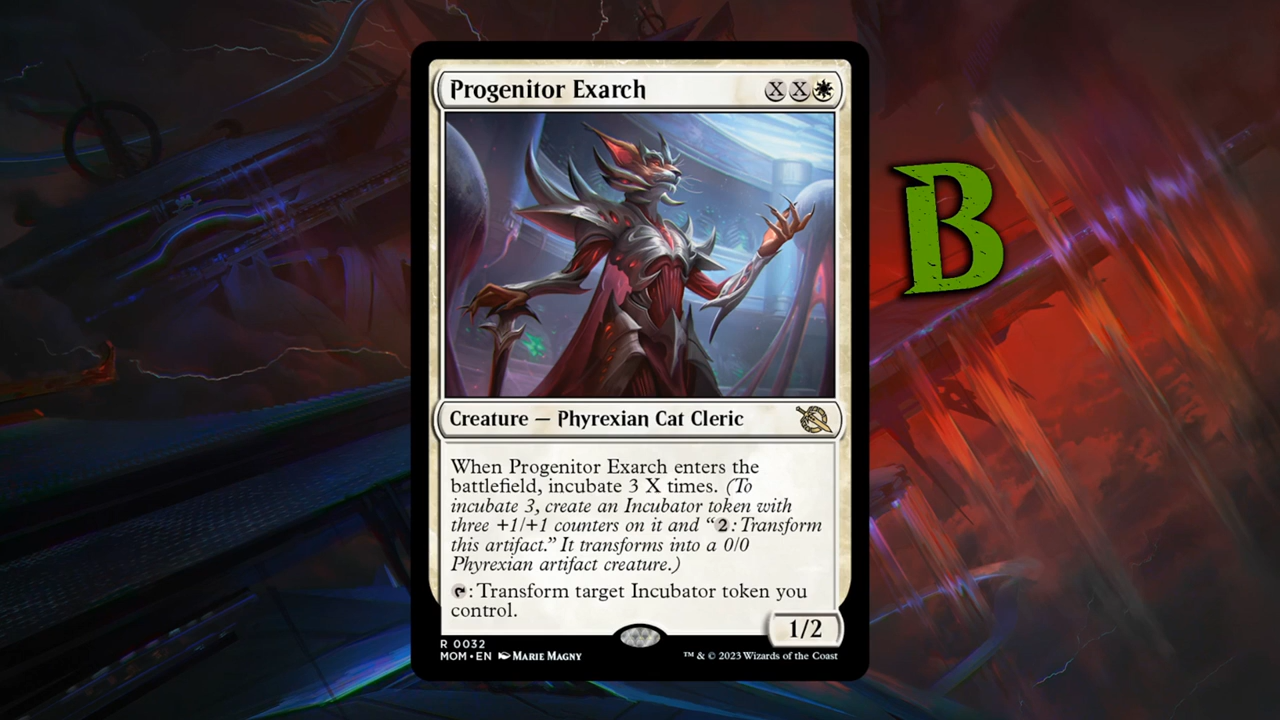 Progenitor Exarch XX
B
Creature — Phyrexian Cat Cleric
When Progenitor Exarch enters the
battlefield, incubate 3 X times. (To
incubate 3, create an Incubator token with
three +1/+1 counters on it and “2: Transform
this artifact.” It transforms into a 0/0
Phyrexian artifact creature.)
: Transform target Incubator token you
control.
1/2
R 0032
MOM • EN Marie Magny
™ & © 2023 Wizards of the Coast